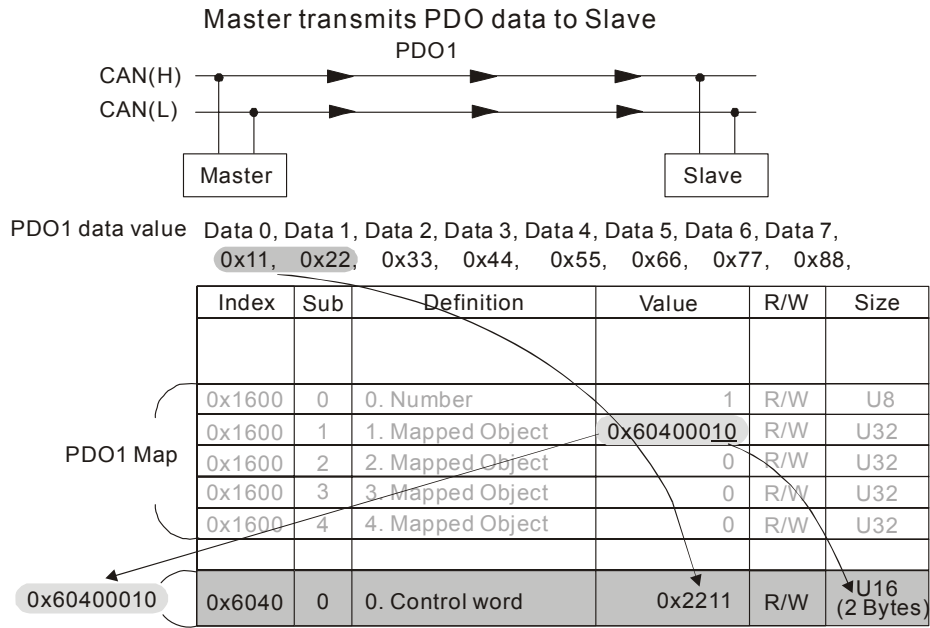 Master transmits PDO data to Slave
PDO1
CAN(H)
CAN(L)
Master Slave
PDO1 data value Data 0, Data 1, Data 2, Data 3, Data 4, Data 5, Data 6, Data 7,
0x11, 0x22, 0x33, 0x44, 0x55, 0x66, 0x77, 0x88,
Index Sub Definition Value R/W Size
0x1600 0 0. Number 1 R/W U8
0x1600 1 1. Mapped Object 0x60400010 R/W U32
PDO1 Map
0x1600 2 2. Mapped Object 0 R/W U32
0x1600 3 3. Mapped Object 0 R/W U32
0x1600 4 4. Mapped Object 0 R/W U32
0x60400010 0x6040 0 0. Control word 0x2211 R/W U16
(2 Bytes)